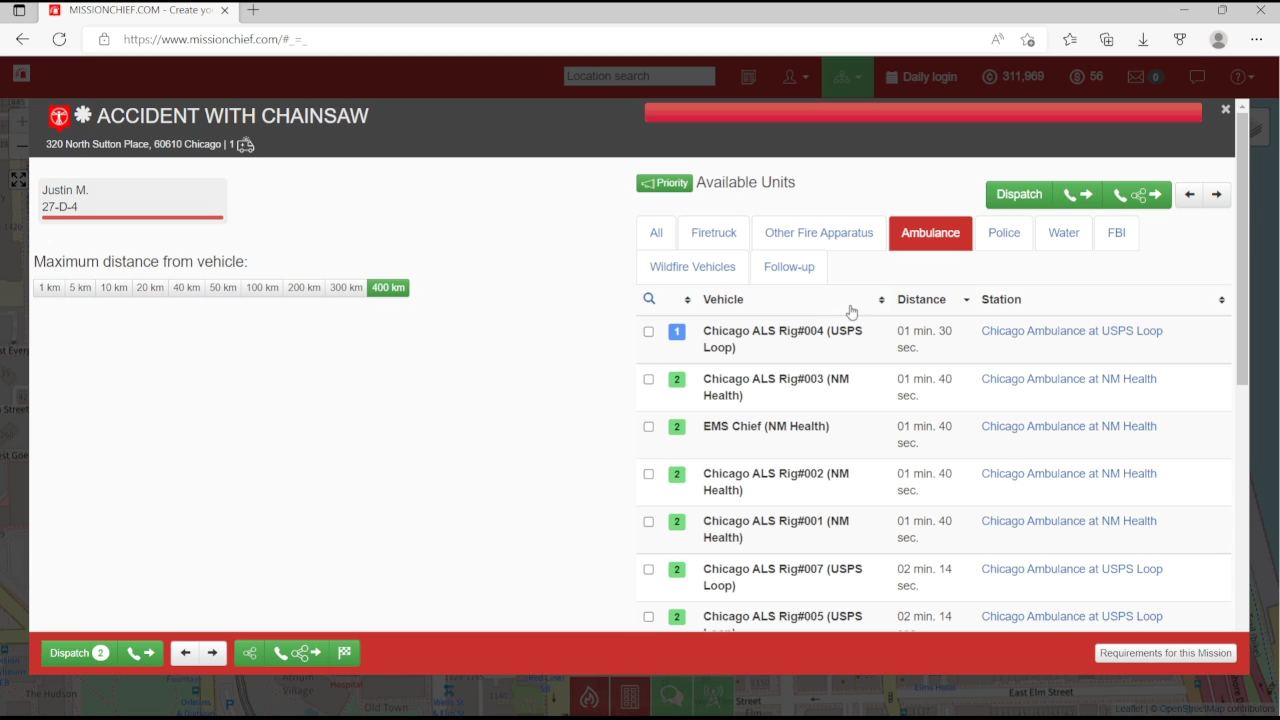 MISSIONCHIEF.COM - Create yo
https://www.missionchief.com/#_=_
Location search
Daily login
311,969
56
0
ACCIDENT WITH CHAINSAW
320 North Sutton Place, 60610 Chicago | 1
Justin M.
27-D-4
Maximum distance from vehicle:
1 km 5 km 10 km 20 km 40 km 50 km 100 km 200 km 300 km 400 km
Priority Available Units
Dispatch
All Firetruck Other Fire Apparatus Ambulance Police Water FBI
Wildfire Vehicles Follow-up
Vehicle Distance Station
1 Chicago ALS Rig#004 (USPS Loop) 01 min. 30 sec. Chicago Ambulance at USPS Loop
2 Chicago ALS Rig#003 (NM Health) 01 min. 40 sec. Chicago Ambulance at NM Health
2 EMS Chief (NM Health) 01 min. 40 sec. Chicago Ambulance at NM Health
2 Chicago ALS Rig#002 (NM Health) 01 min. 40 sec. Chicago Ambulance at NM Health
2 Chicago ALS Rig#001 (NM Health) 01 min. 40 sec. Chicago Ambulance at NM Health
2 Chicago ALS Rig#007 (USPS Loop) 02 min. 14 sec. Chicago Ambulance at USPS Loop
2 Chicago ALS Rig#005 (USPS 02 min. 14 Chicago Ambulance at USPS Loop
Dispatch 2
Requirements for this Mission
The Hudson
Village
Hospital
Old Town
Street
East Elm Street
Leaflet | © OpenStreetMap contributors